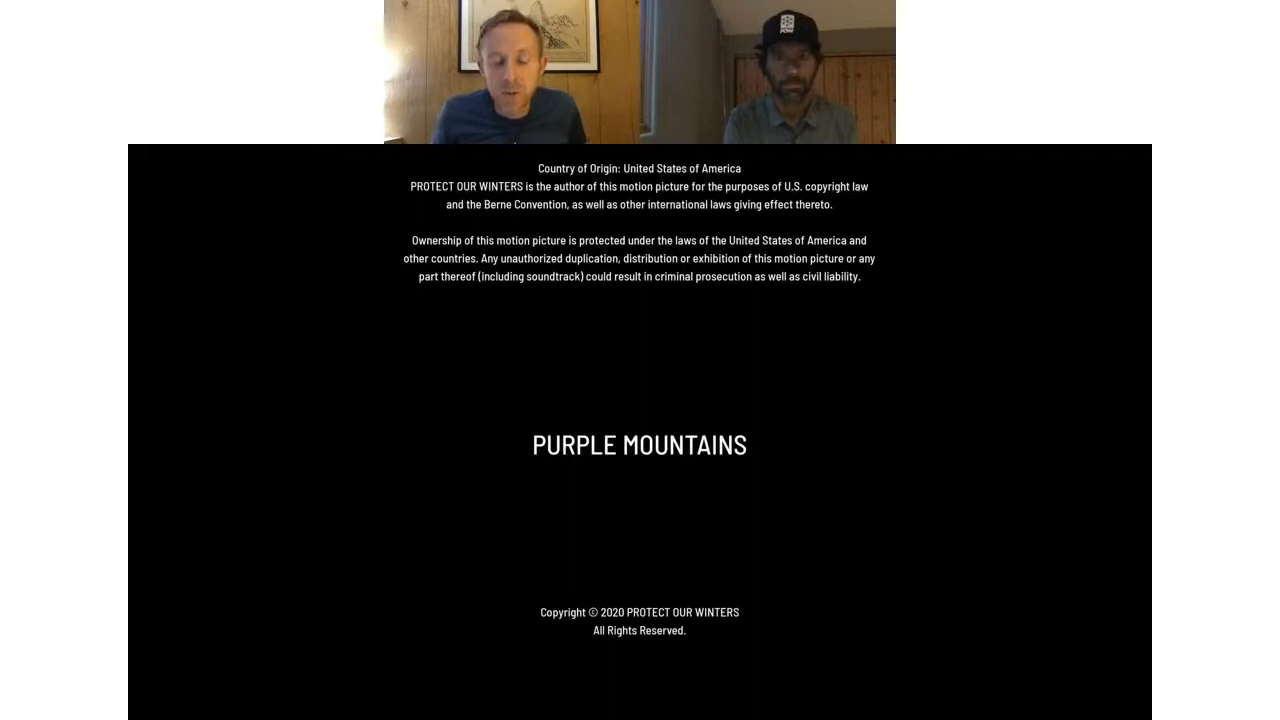 POW
Country of Origin: United States of America
PROTECT OUR WINTERS is the author of this motion picture for the purposes of U.S. copyright law
and the Berne Convention, as well as other international laws giving effect thereto.
Ownership of this motion picture is protected under the laws of the United States of America and
other countries. Any unauthorized duplication, distribution or exhibition of this motion picture or any
part thereof (including soundtrack) could result in criminal prosecution as well as civil liability.
PURPLE MOUNTAINS
Copyright © 2020 PROTECT OUR WINTERS
All Rights Reserved.